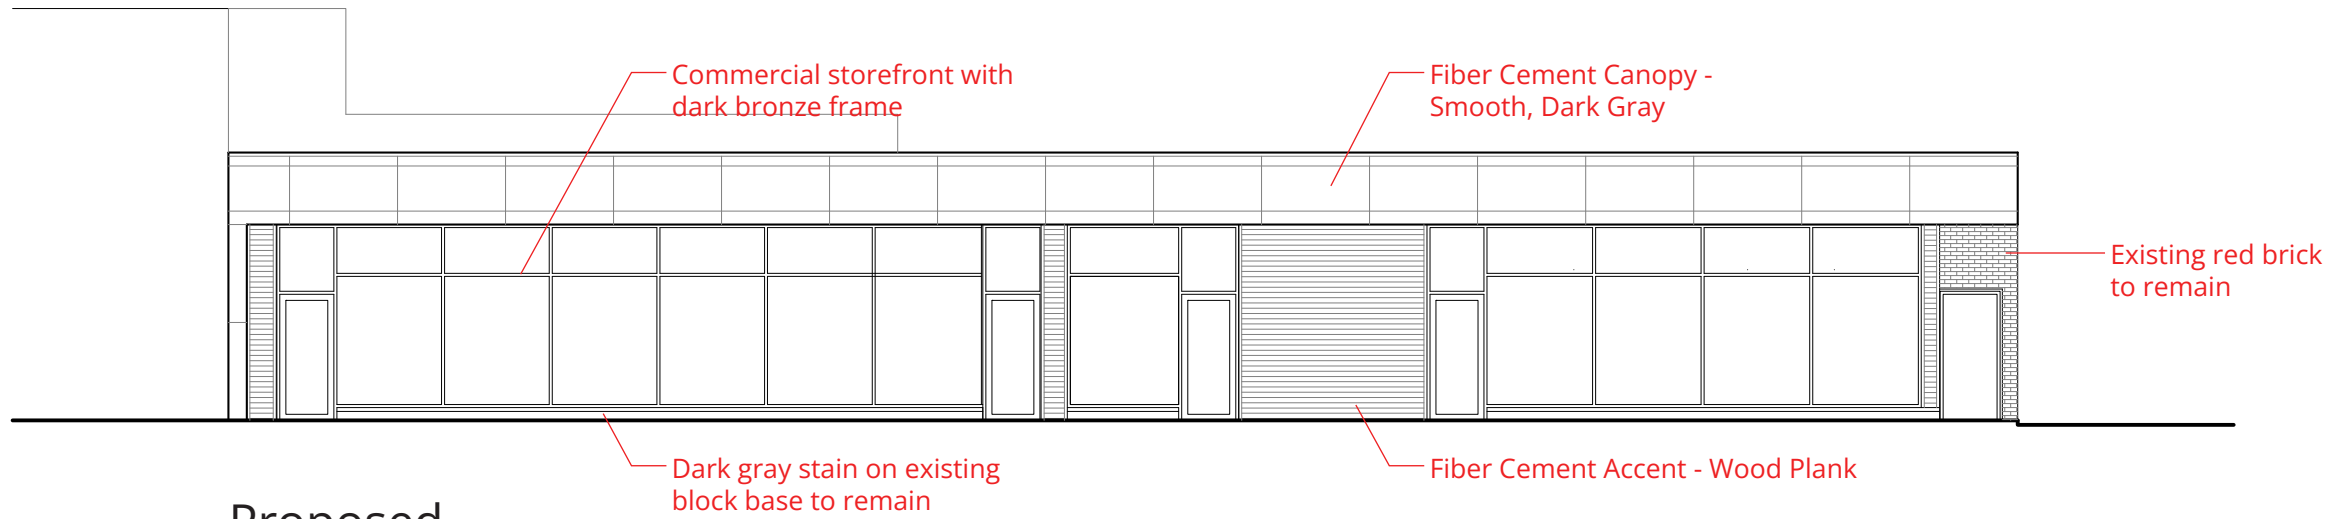 Commercial storefront with
dark bronze frame
Fiber Cement Canopy -
Smooth, Dark Gray
Existing red brick
to remain
Dark gray stain on existing
block base to remain
Fiber Cement Accent - Wood Plank
Proposed